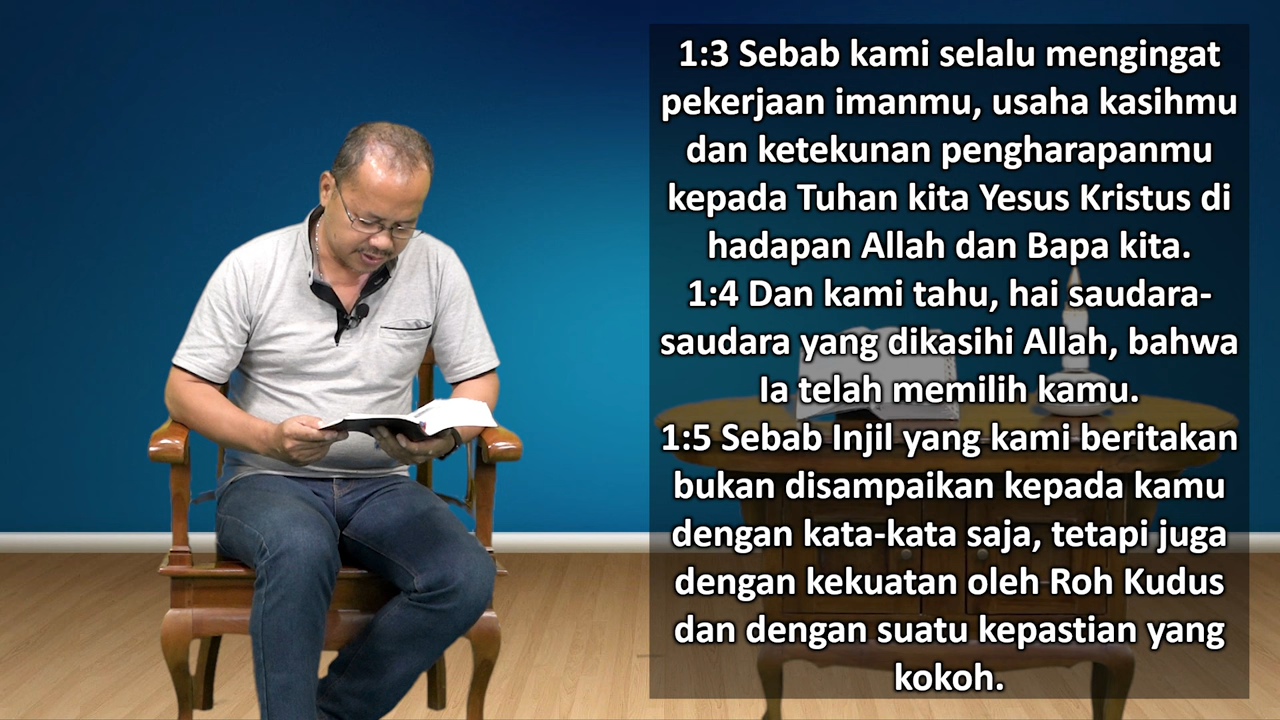 1:3 Sebab kami selalu mengingat
pekerjaan imanmu, usaha kasihmu
dan ketekunan pengharapanmu
kepada Tuhan kita Yesus Kristus di
hadapan Allah dan Bapa kita.
1:4 Dan kami tahu, hai saudara-
saudara yang dikasihi Allah, bahwa
Ia telah memilih kamu.
1:5 Sebab Injil yang kami beritakan
bukan disampaikan kepada kamu
dengan kata-kata saja, tetapi juga
dengan kekuatan oleh Roh Kudus
dan dengan suatu kepastian yang
kokoh.